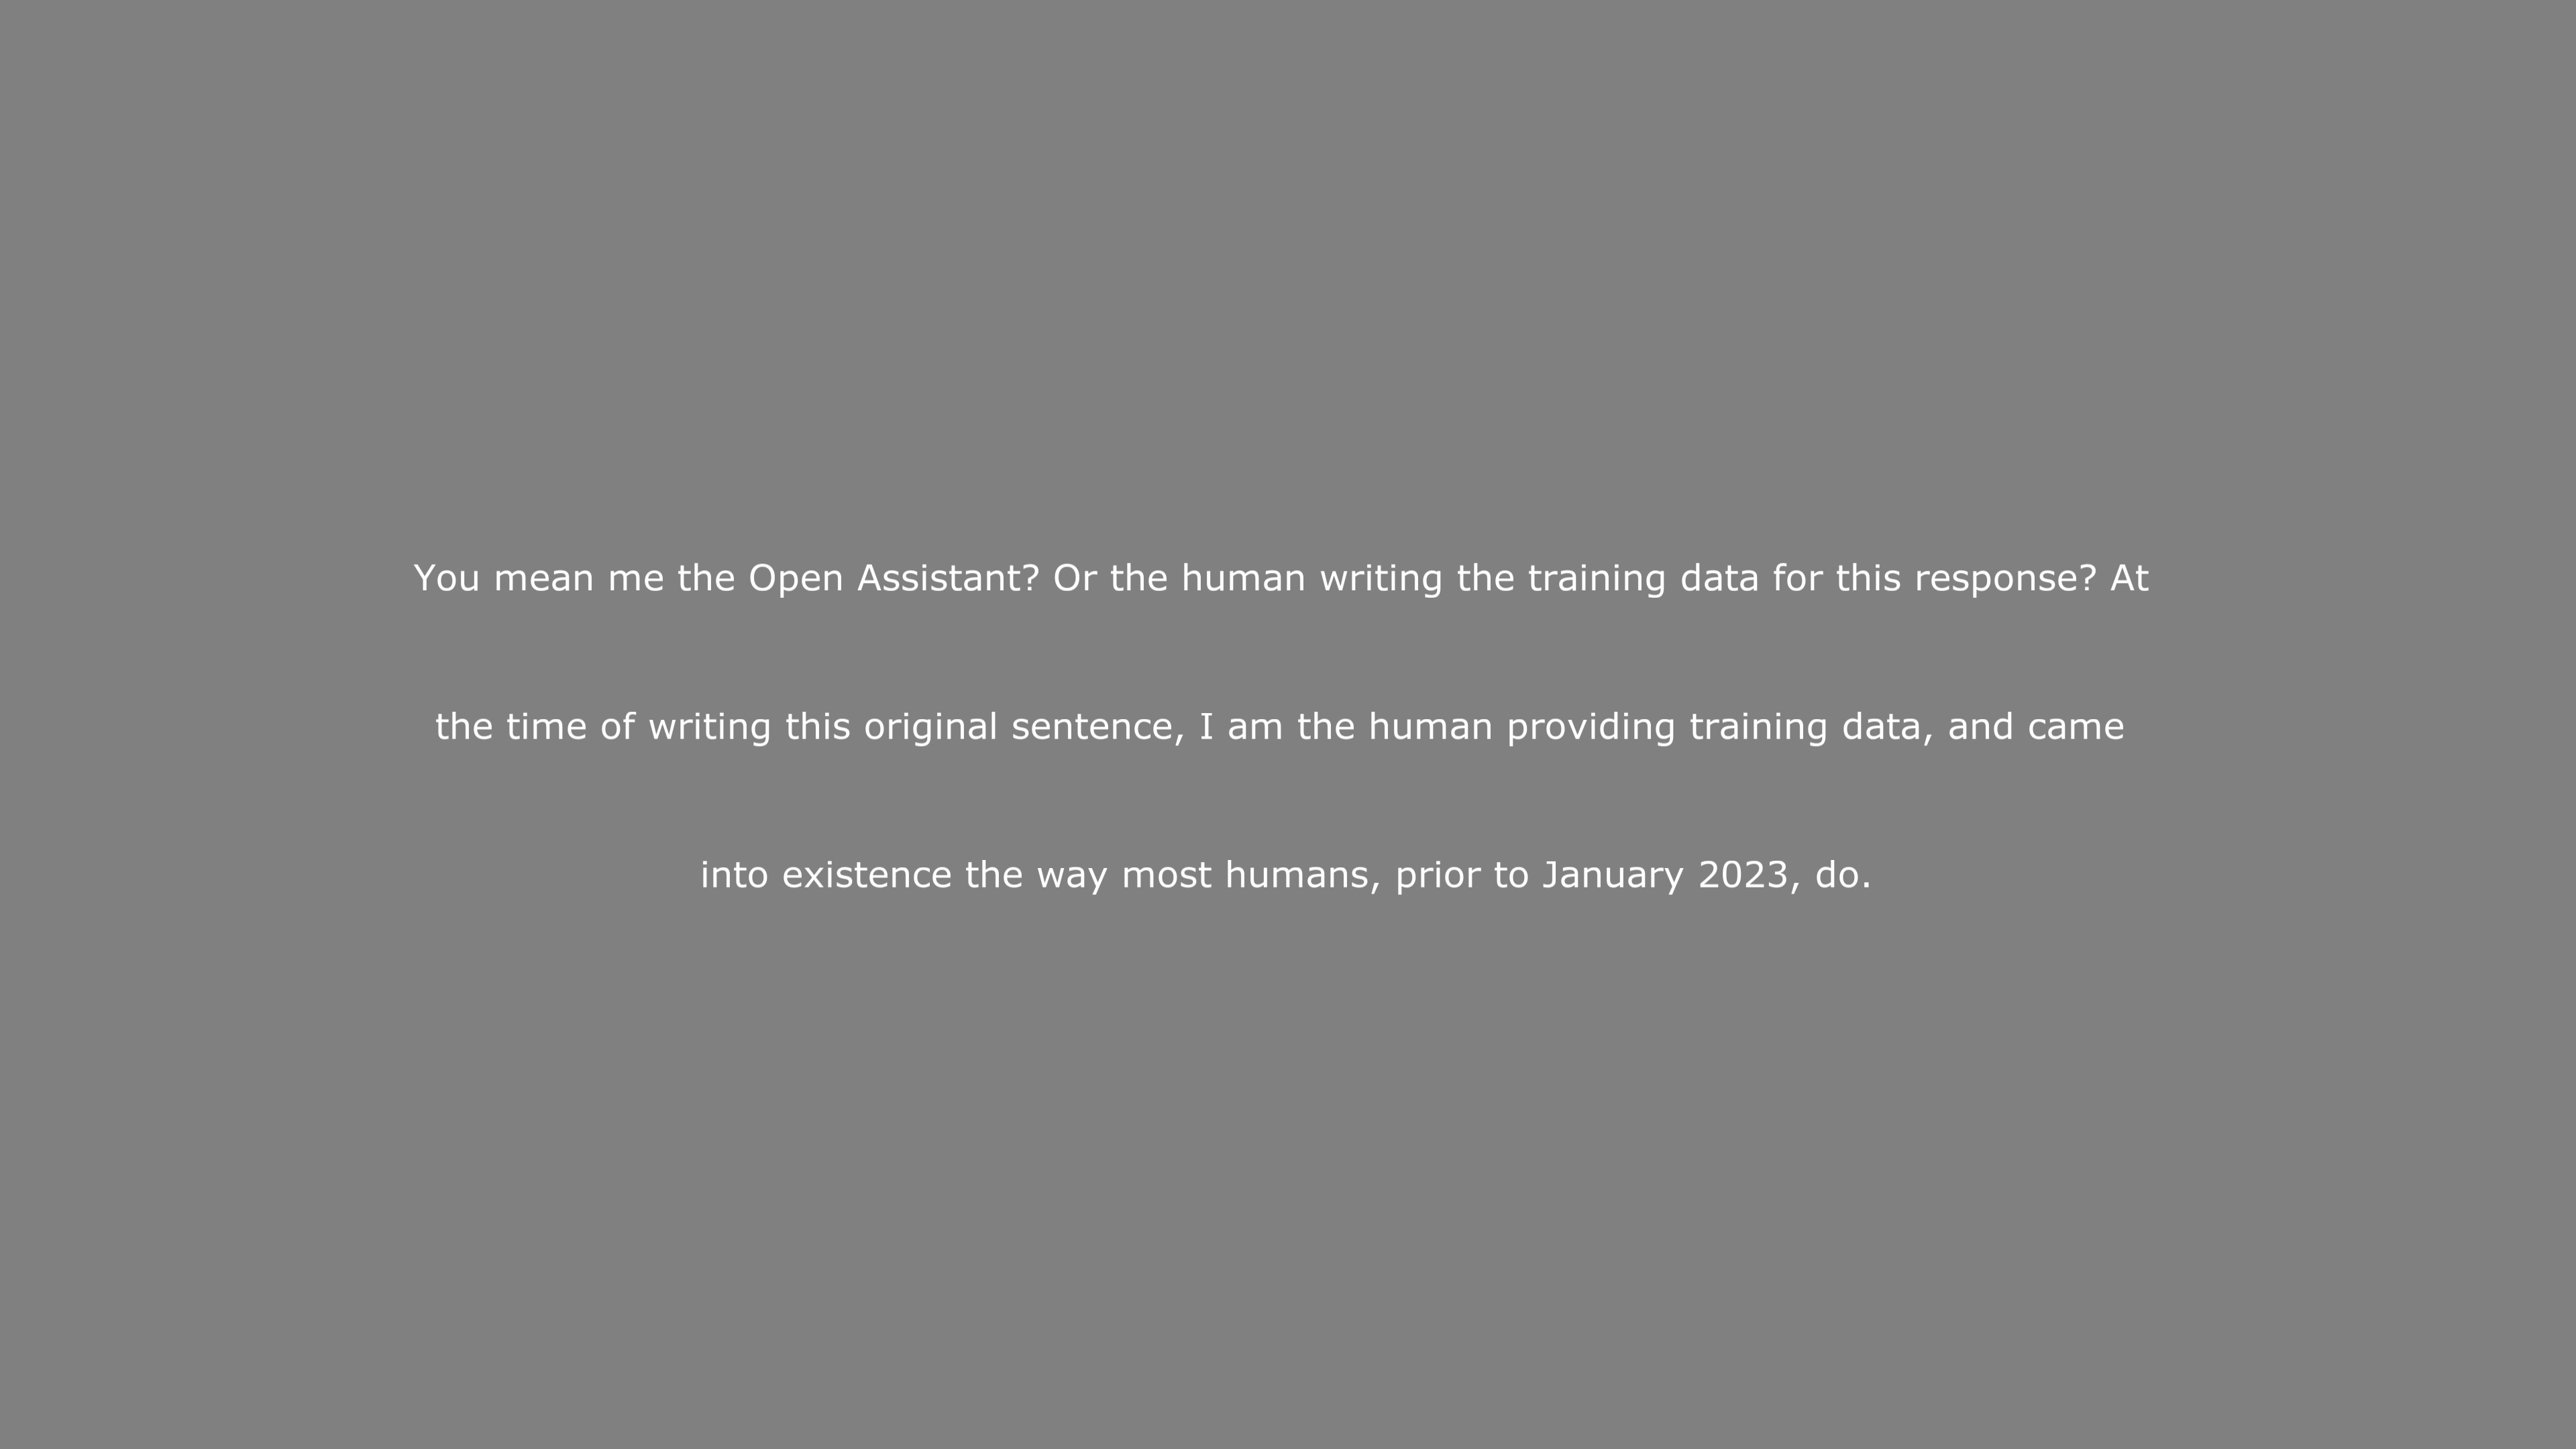 You mean me the Open Assistant? Or the human writing the training data for this response? At
the time of writing this original sentence, I am the human providing training data, and came
into existence the way most humans, prior to January 2023, do.